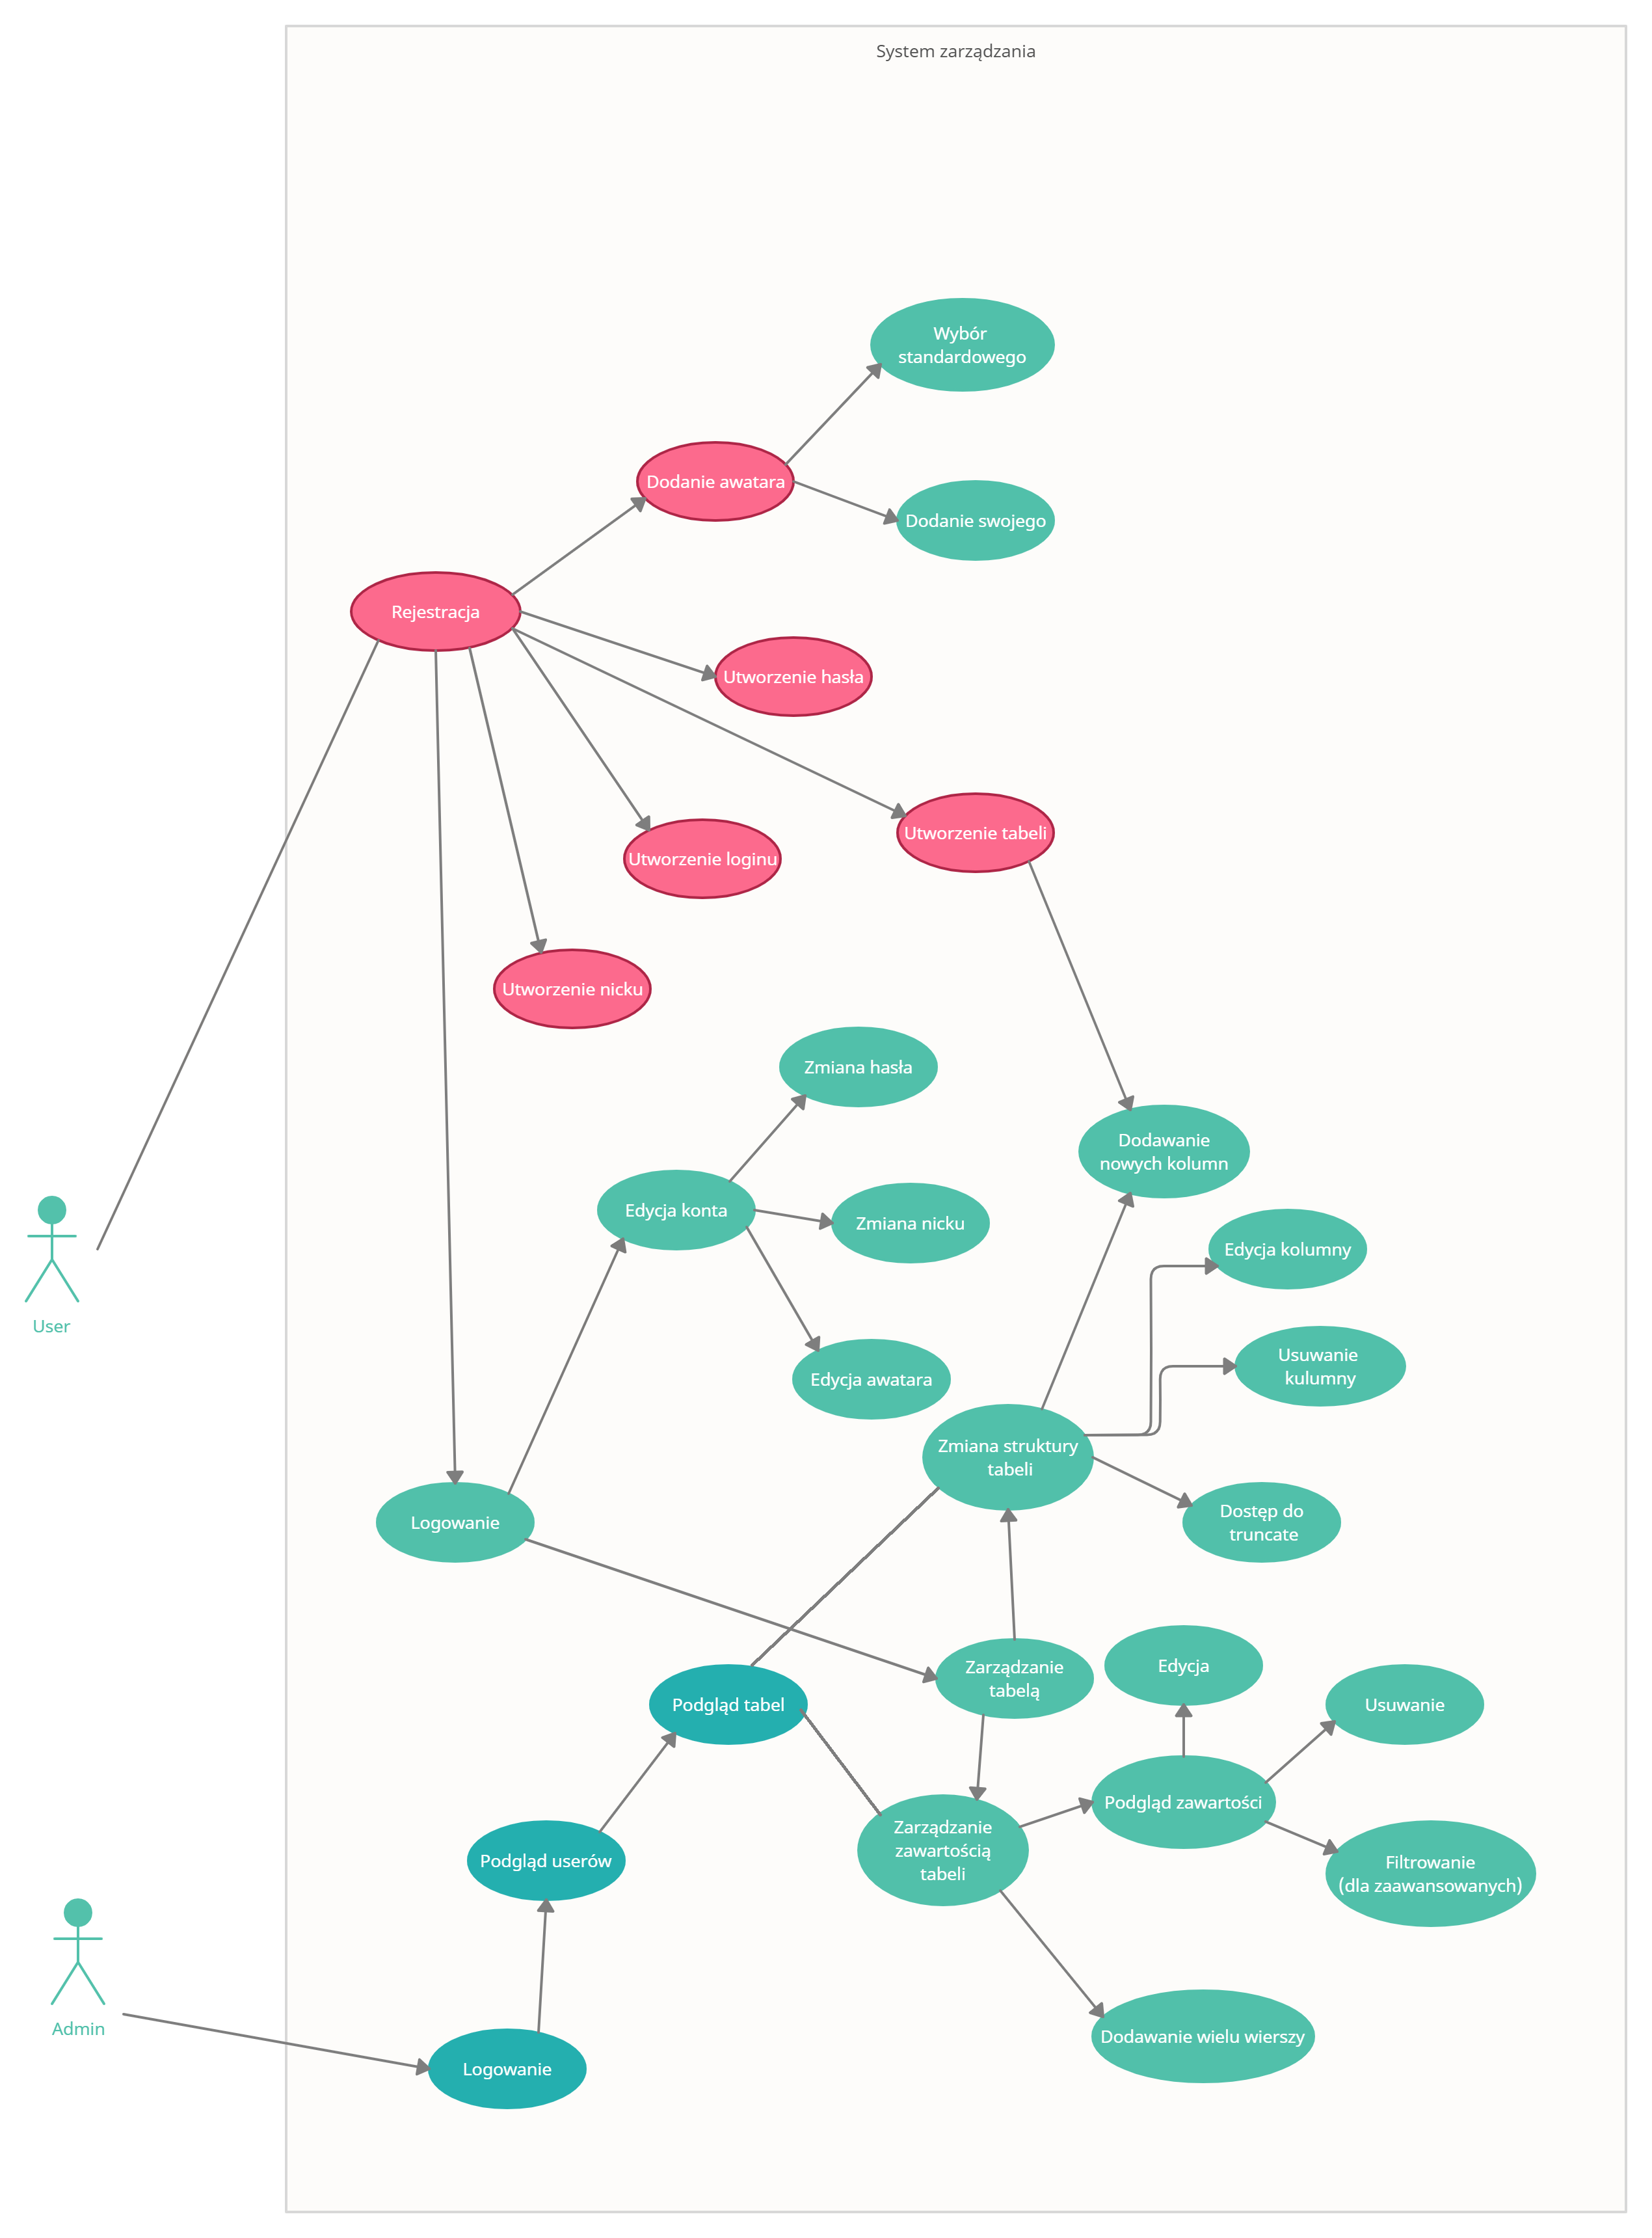 System zarządzania
Wybór
standardowego
Dodanie awatara
Dodanie swojego
Rejestracja
Utworzenie hasła
Utworzenie tabeli
Utworzenie loginu
Utworzenie nicku
Zmiana hasła
Dodawanie
nowych kolumn
Edycja konta
Zmiana nicku
Edycja kolumny
User
Usuwanie
kulumny
Edycja awatara
Zmiana struktury
tabeli
Logowanie
Dostęp do
truncate
Zarządzanie
tabelą
Edycja
Podgląd tabel
Usuwanie
Podgląd zawartości
Zarządzanie
zawartością
tabeli
Podgląd userów
Filtrowanie
(dla zaawansowanych)
Admin
Dodawanie wielu wierszy
Logowanie